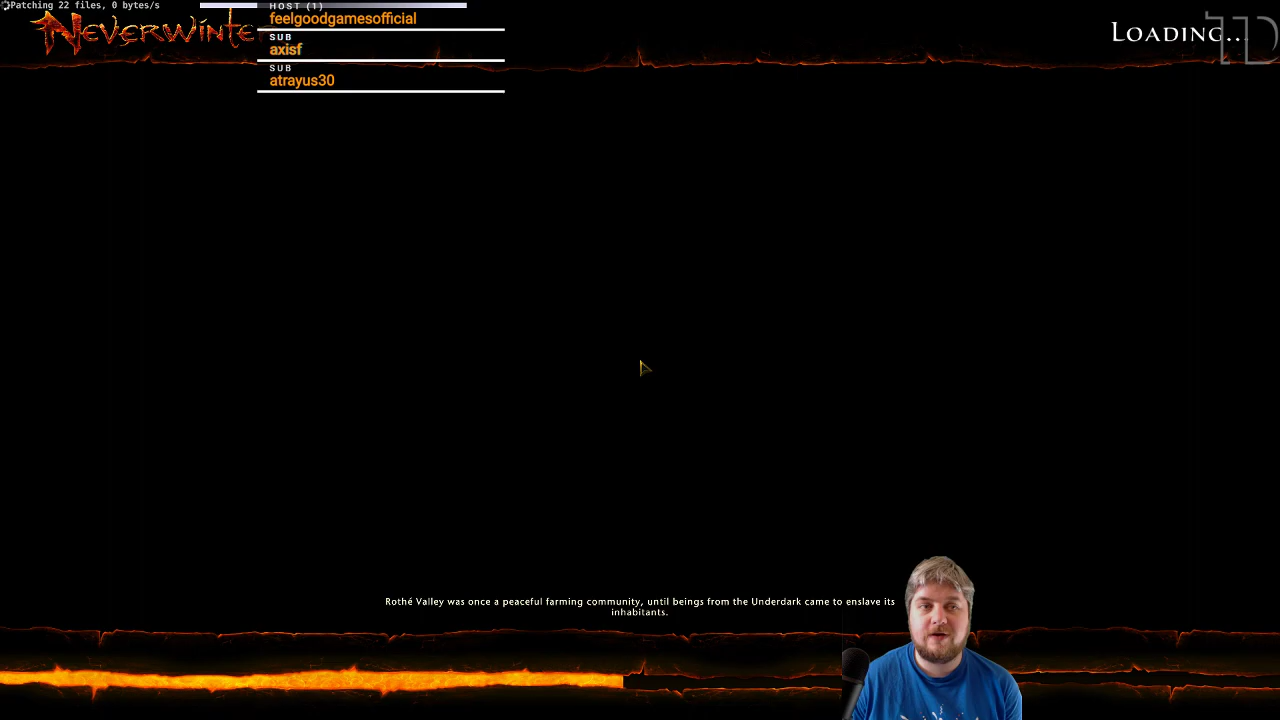 Patching 22 files, 0 bytes/s
NEVERWINTER
LOADING...
HOST (1)
feelgoodgamesofficial
SUB
axisf
SUB
atrayus30
Rothé Valley was once a peaceful farming community, until beings from the Underdark came to enslave its
inhabitants.